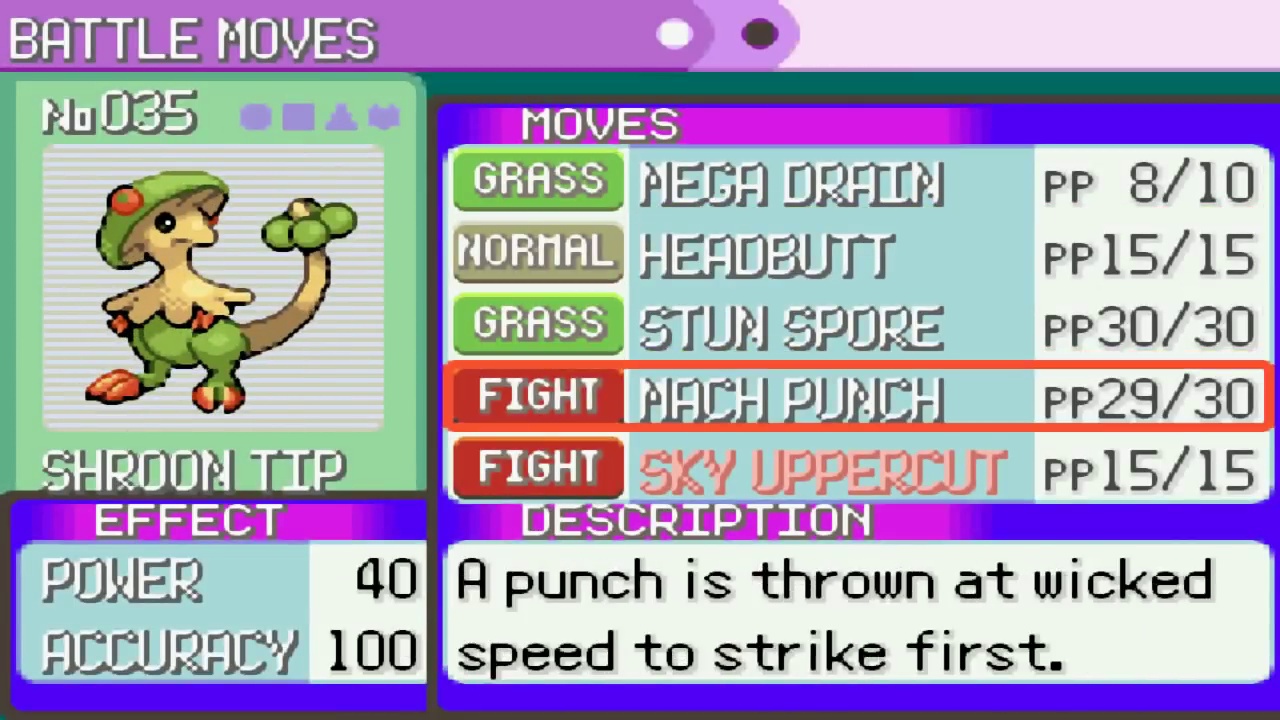 BATTLE MOVES
No035
SHROON TIP
MOVES
GRASS MEGA DRAIN PP 8/10
NORMAL HEADBUTT PP15/15
GRASS STUN SPORE PP30/30
FIGHT MACH PUNCH PP29/30
FIGHT SKY UPPERCUT PP15/15
EFFECT
POWER 40
ACCURACY 100
DESCRIPTION
A punch is thrown at wicked
speed to strike first.